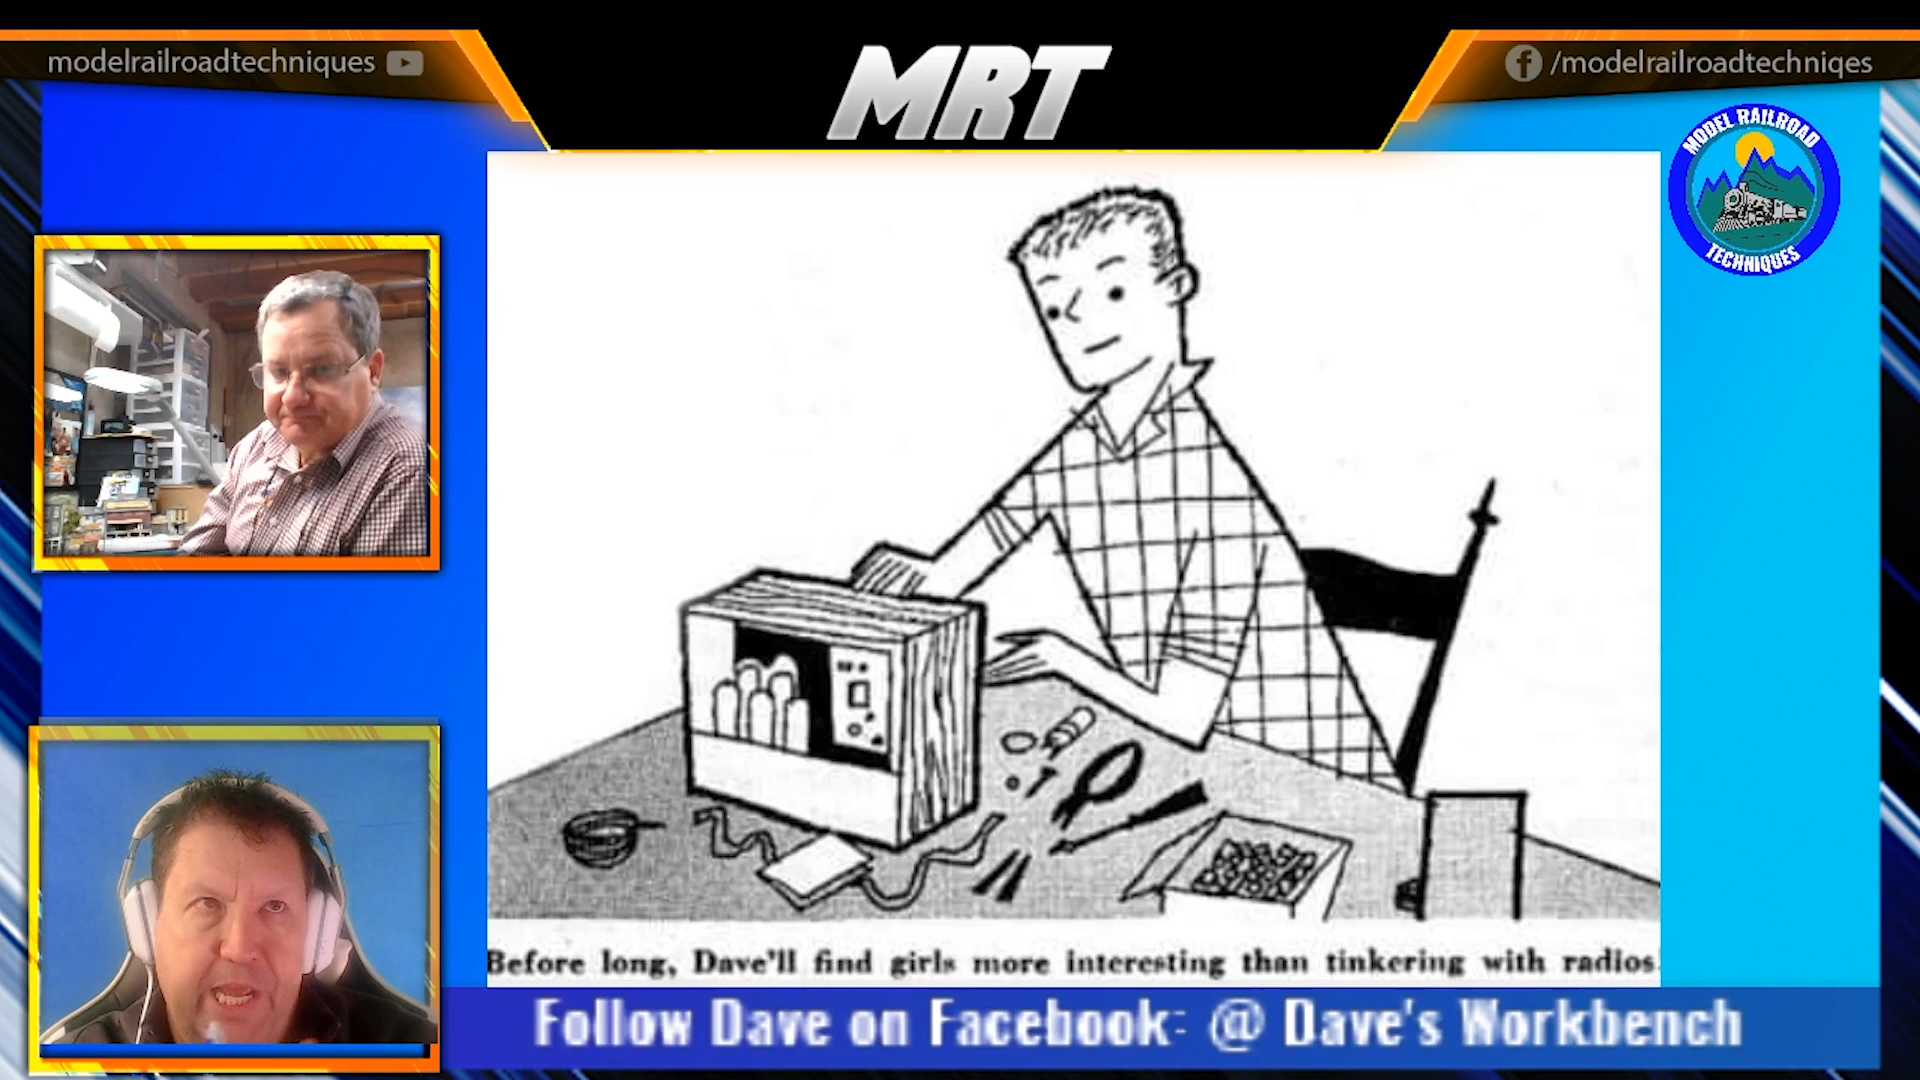 modelrailroadtechniques
MRT
/modelrailroadtechniqes
MODEL RAILROAD
TECHNIQUES
Before long, Dave'll find girls more interesting than tinkering with radios.
Follow Dave on Facebook: @ Dave's Workbench